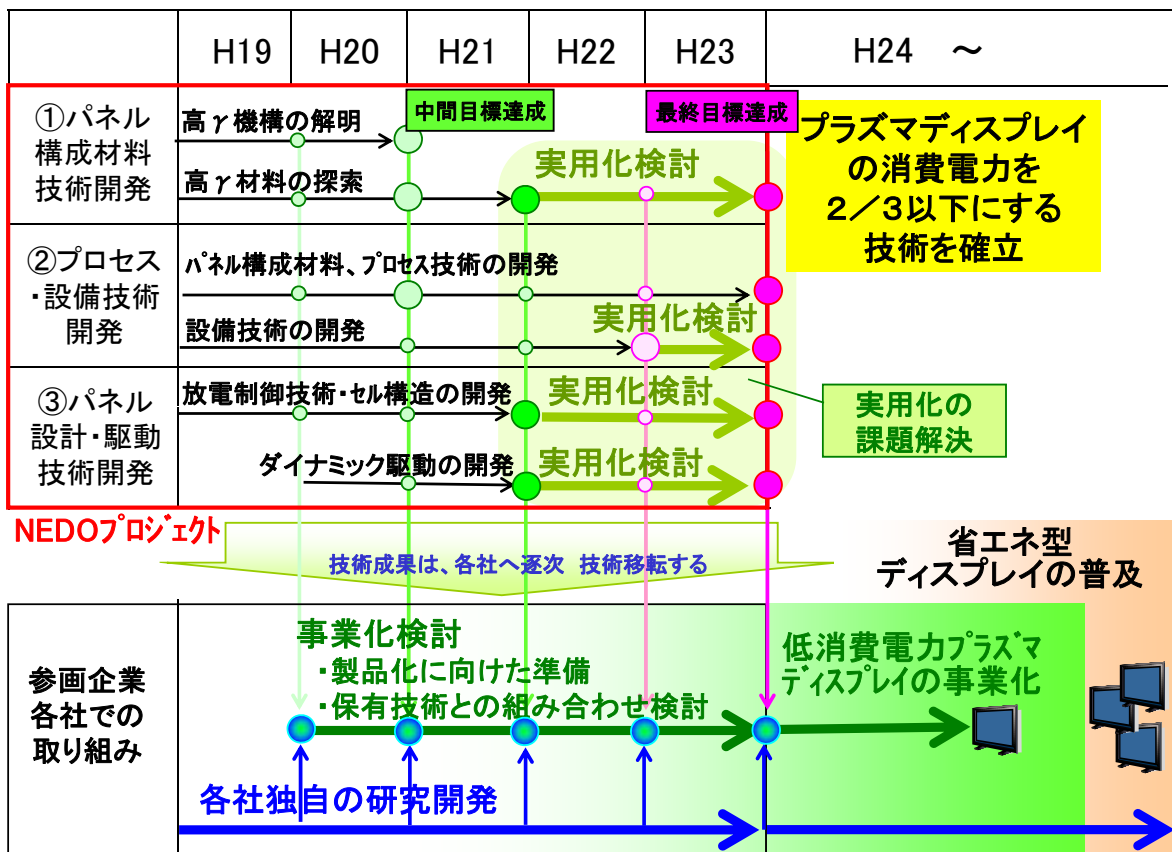 H19 H20 H21 H22 H23 H24 ～
①パネル
構成材料
技術開発
高γ機構の解明
中間目標達成
最終目標達成
高γ材料の探索
実用化検討
プラズマディスプレイ
の消費電力を
２／３以下にする
技術を確立
②プロセス
・設備技術
開発
パネル構成材料、プロセス技術の開発
設備技術の開発
実用化検討
③パネル
設計・駆動
技術開発
放電制御技術・セル構造の開発
実用化検討
ダイナミック駆動の開発
実用化検討
実用化の
課題解決
NEDOプロジェクト
技術成果は、各社へ逐次 技術移転する
省エネ型
ディスプレイの普及
参画企業
各社での
取り組み
事業化検討
・製品化に向けた準備
・保有技術との組み合わせ検討
低消費電力プラズマ
ディスプレイの事業化
各社独自の研究開発